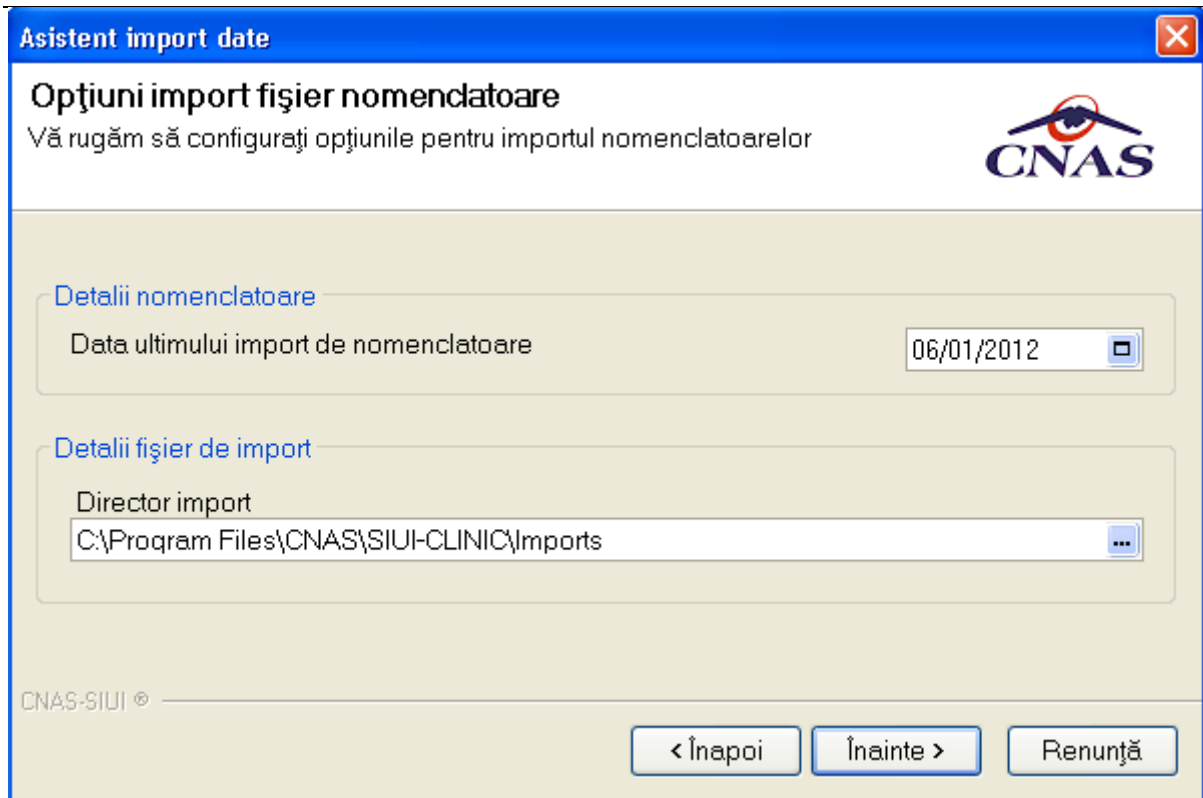 Asistent import date
Opţiuni import fişier nomenclatoare
Vă rugăm să configuraţi opţiunile pentru importul nomenclatoarelor
CNAS
Detalii nomenclatoare
Data ultimului import de nomenclatoare
06/01/2012
Detalii fişier de import
Director import
C:\Program Files\CNAS\SIUI-CLINIC\Imports
...
CNAS-SIUI ®
< Înapoi
Înainte >
Renunţă